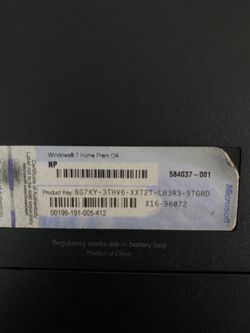 Windows® 7 Home Prem OA
HP
584037-001
Product Key: BG7KY-3THV6-XXT2T-CB3R3-9TGBD
X16-96072
00196-191-005-412
Microsoft
Regulatory marks are in battery bay
Product of China